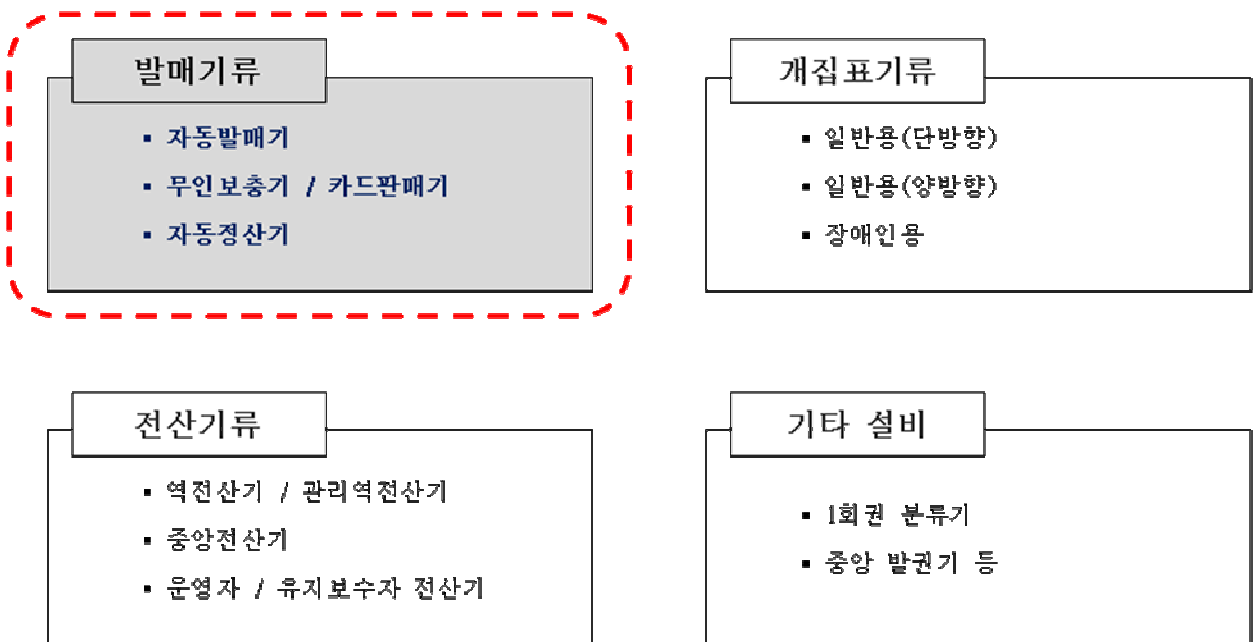 발매기류
▪ 자동발매기
▪ 무인보충기 / 카드판매기
▪ 자동정산기
개집표기류
▪ 일반용(단방향)
▪ 일반용(양방향)
▪ 장애인용
전산기류
▪ 역전산기 / 관리역전산기
▪ 중앙전산기
▪ 운영자 / 유지보수자 전산기
기타 설비
▪ 1회권 분류기
▪ 중앙 발권기 등